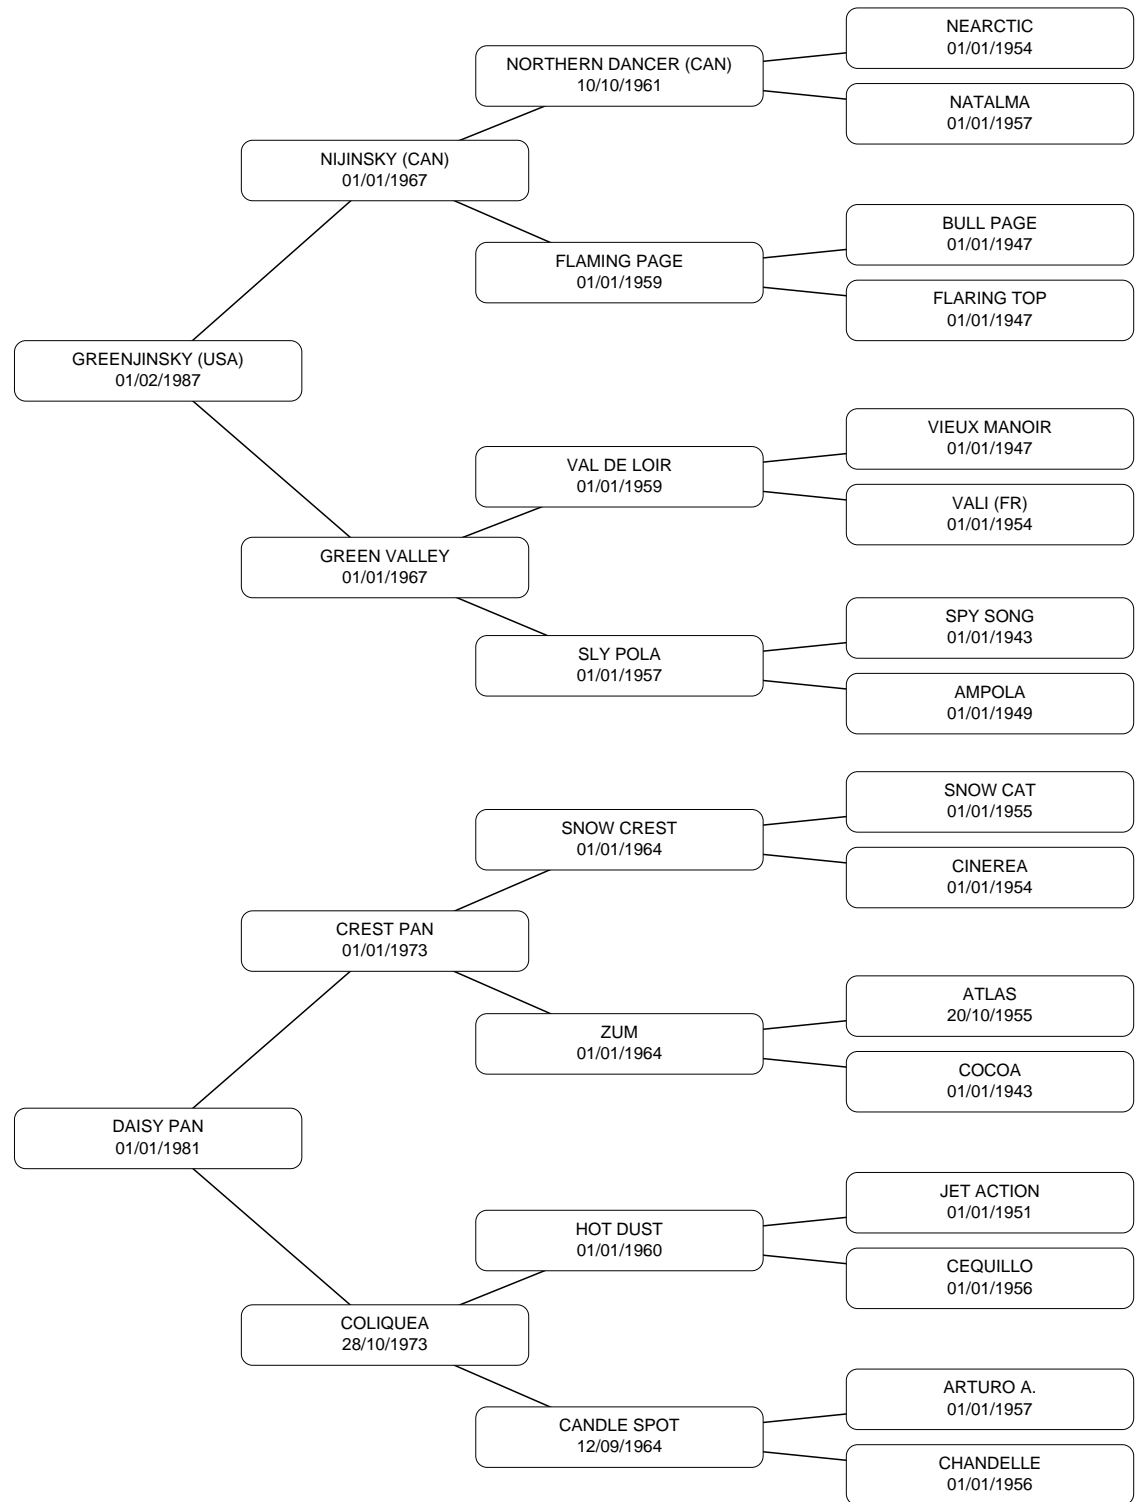 NEARCTIC
01/01/1954
NORTHERN DANCER (CAN)
10/10/1961
NATALMA
01/01/1957
NIJINSKY (CAN)
01/01/1967
BULL PAGE
01/01/1947
FLAMING PAGE
01/01/1959
FLARING TOP
01/01/1947
GREENJINSKY (USA)
01/02/1987
VIEUX MANOIR
01/01/1947
VAL DE LOIR
01/01/1959
VALI (FR)
01/01/1954
GREEN VALLEY
01/01/1967
SPY SONG
01/01/1943
SLY POLA
01/01/1957
AMPOLA
01/01/1949
SNOW CAT
01/01/1955
SNOW CREST
01/01/1964
CINEREA
01/01/1954
CREST PAN
01/01/1973
ATLAS
20/10/1955
ZUM
01/01/1964
COCOA
01/01/1943
DAISY PAN
01/01/1981
JET ACTION
01/01/1951
HOT DUST
01/01/1960
CEQUILLO
01/01/1956
COLIQUEA
28/10/1973
ARTURO A.
01/01/1957
CANDLE SPOT
12/09/1964
CHANDELLE
01/01/1956